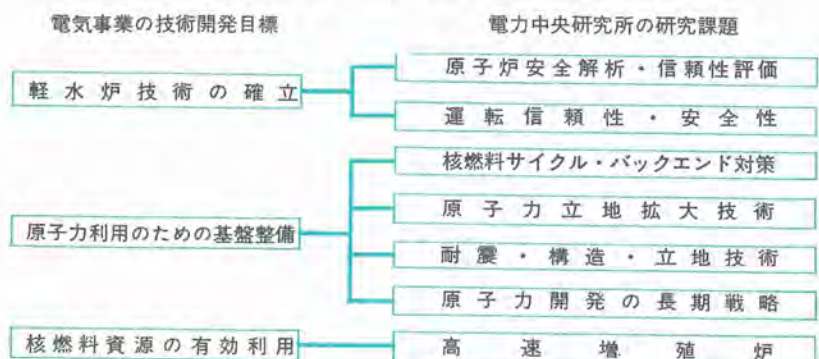 電気事業の技術開発目標
電力中央研究所の研究課題
軽水炉技術の確立
原子炉安全解析・信頼性評価
運転信頼性・安全性
原子力利用のための基盤整備
核燃料サイクル・バックエンド対策
原子力立地拡大技術
耐震・構造・立地技術
原子力開発の長期戦略
核燃料資源の有効利用
高速増殖炉